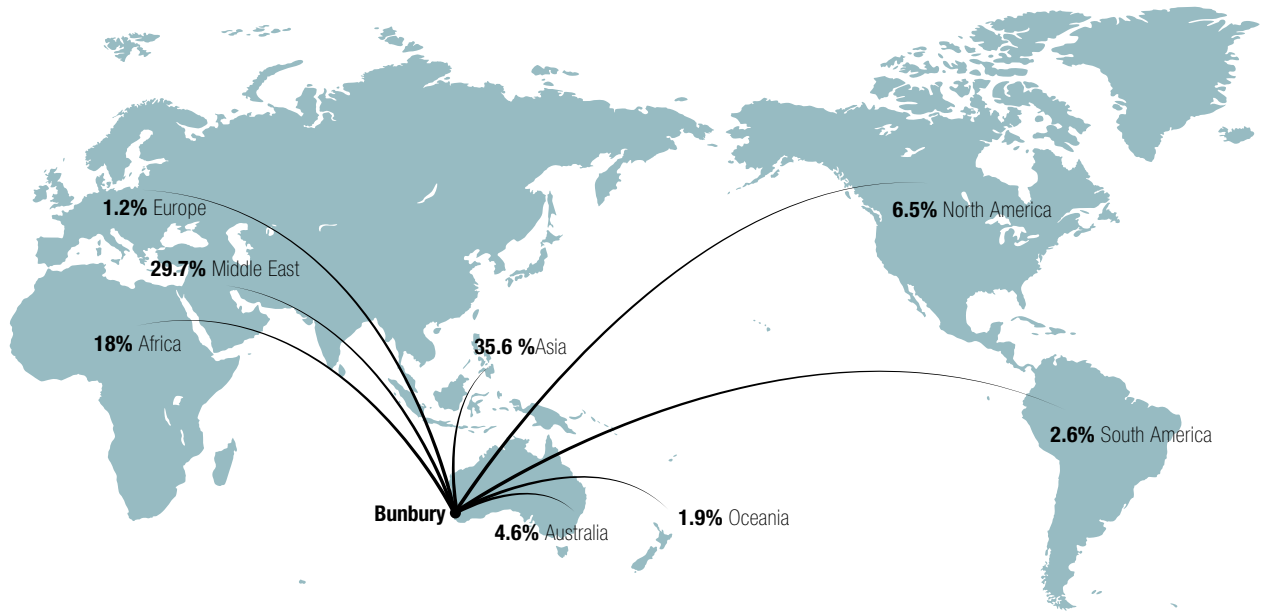 1.2% Europe
6.5% North America
29.7% Middle East
18% Africa
35.6 %Asia
2.6% South America
Bunbury
1.9% Oceania
4.6% Australia